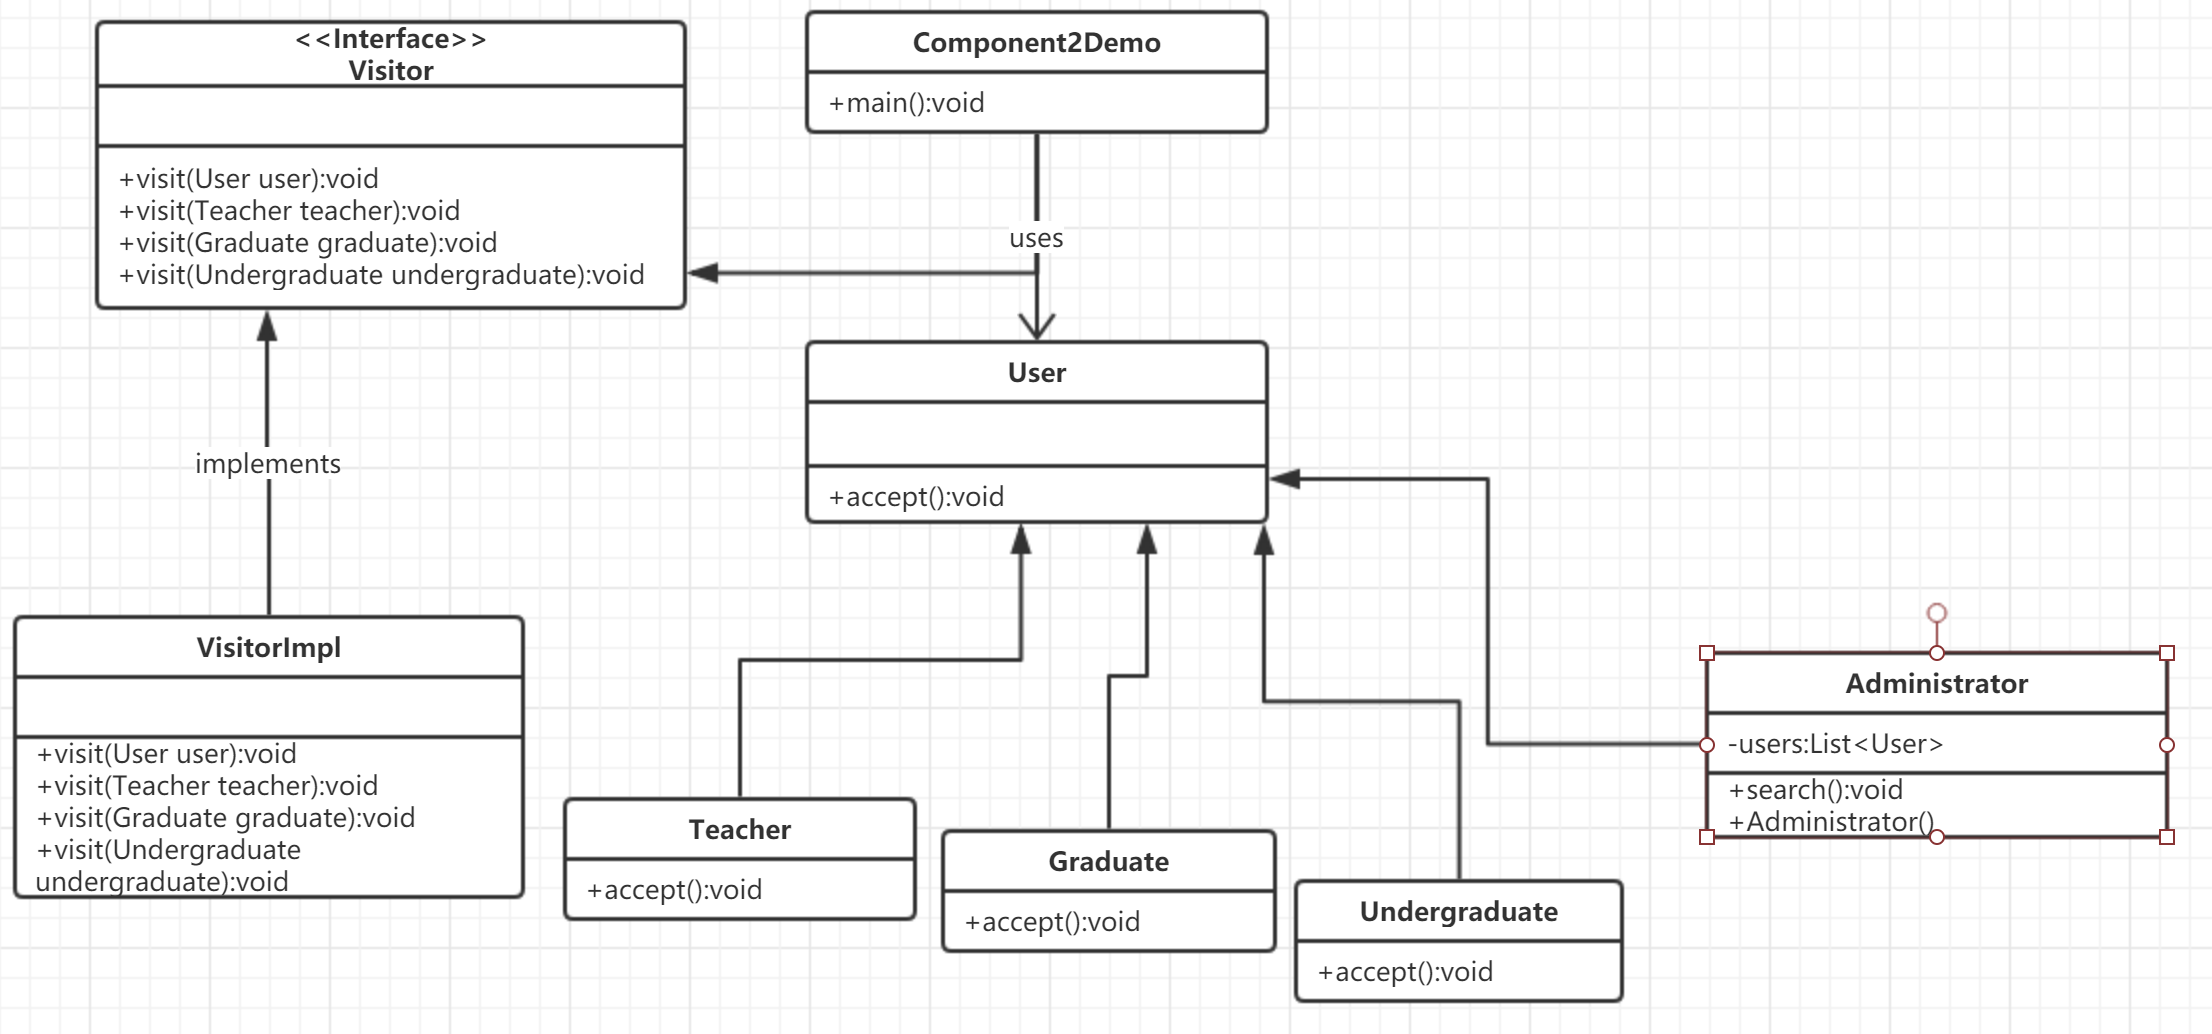 <<Interface>>
Visitor
+visit(User user):void
+visit(Teacher teacher):void
+visit(Graduate graduate):void
+visit(Undergraduate undergraduate):void
Component2Demo
+main():void
uses
User
+accept():void
implements
VisitorImpl
+visit(User user):void
+visit(Teacher teacher):void
+visit(Graduate graduate):void
+visit(Undergraduate
undergraduate):void
Teacher
+accept():void
Graduate
+accept():void
Undergraduate
+accept():void
Administrator
-users:List<User>
+search():void
+Administrator()